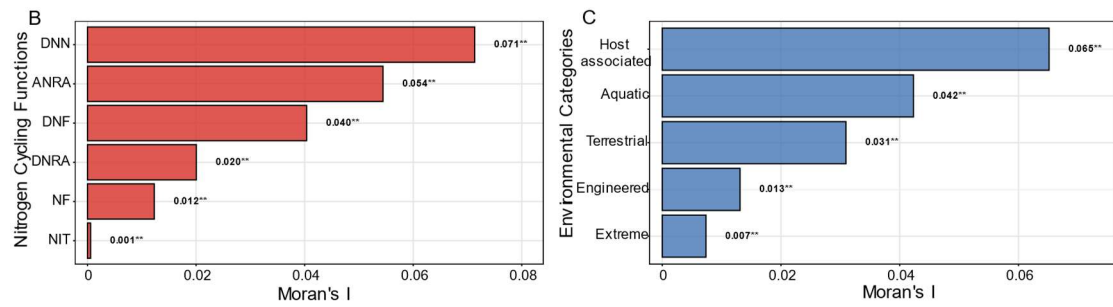 B
Nitrogen Cycling Functions
DNN
0.071**
ANRA
0.054**
DNF
0.040**
DNRA
0.020**
NF
0.012**
NIT
0.001**
0
0.02
0.04
0.06
0.08
Moran's I
C
Environmental Categories
Host
associated
0.065**
Aquatic
0.042**
Terrestrial
0.031**
Engineered
0.013**
Extreme
0.007**
0
0.02
0.04
0.06
Moran's I